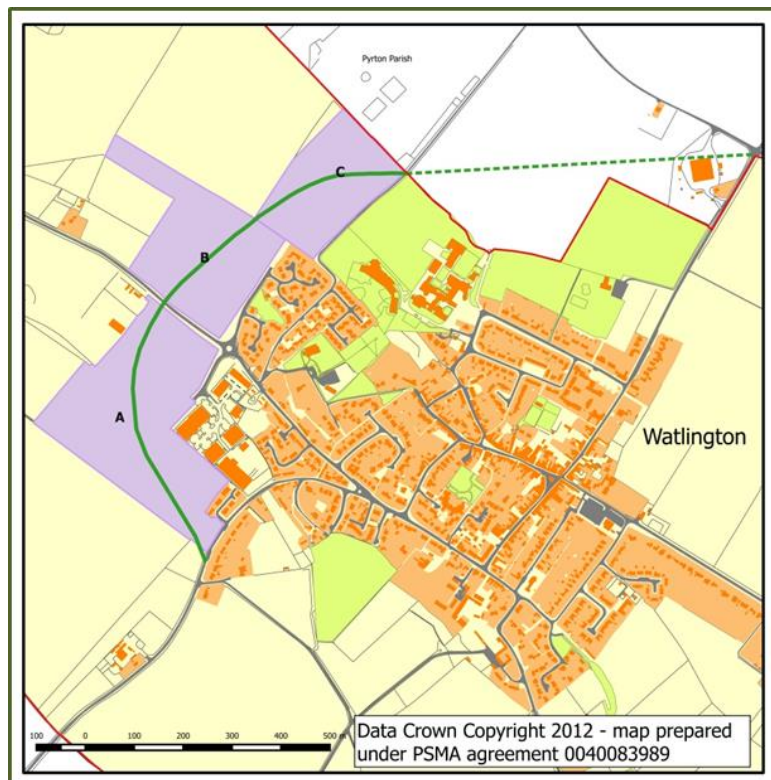 Pyrton Parish
C
B
A
Watlington
100 0 100 200 300 400 500 m
Data Crown Copyright 2012 - map prepared
under PSMA agreement 0040083989